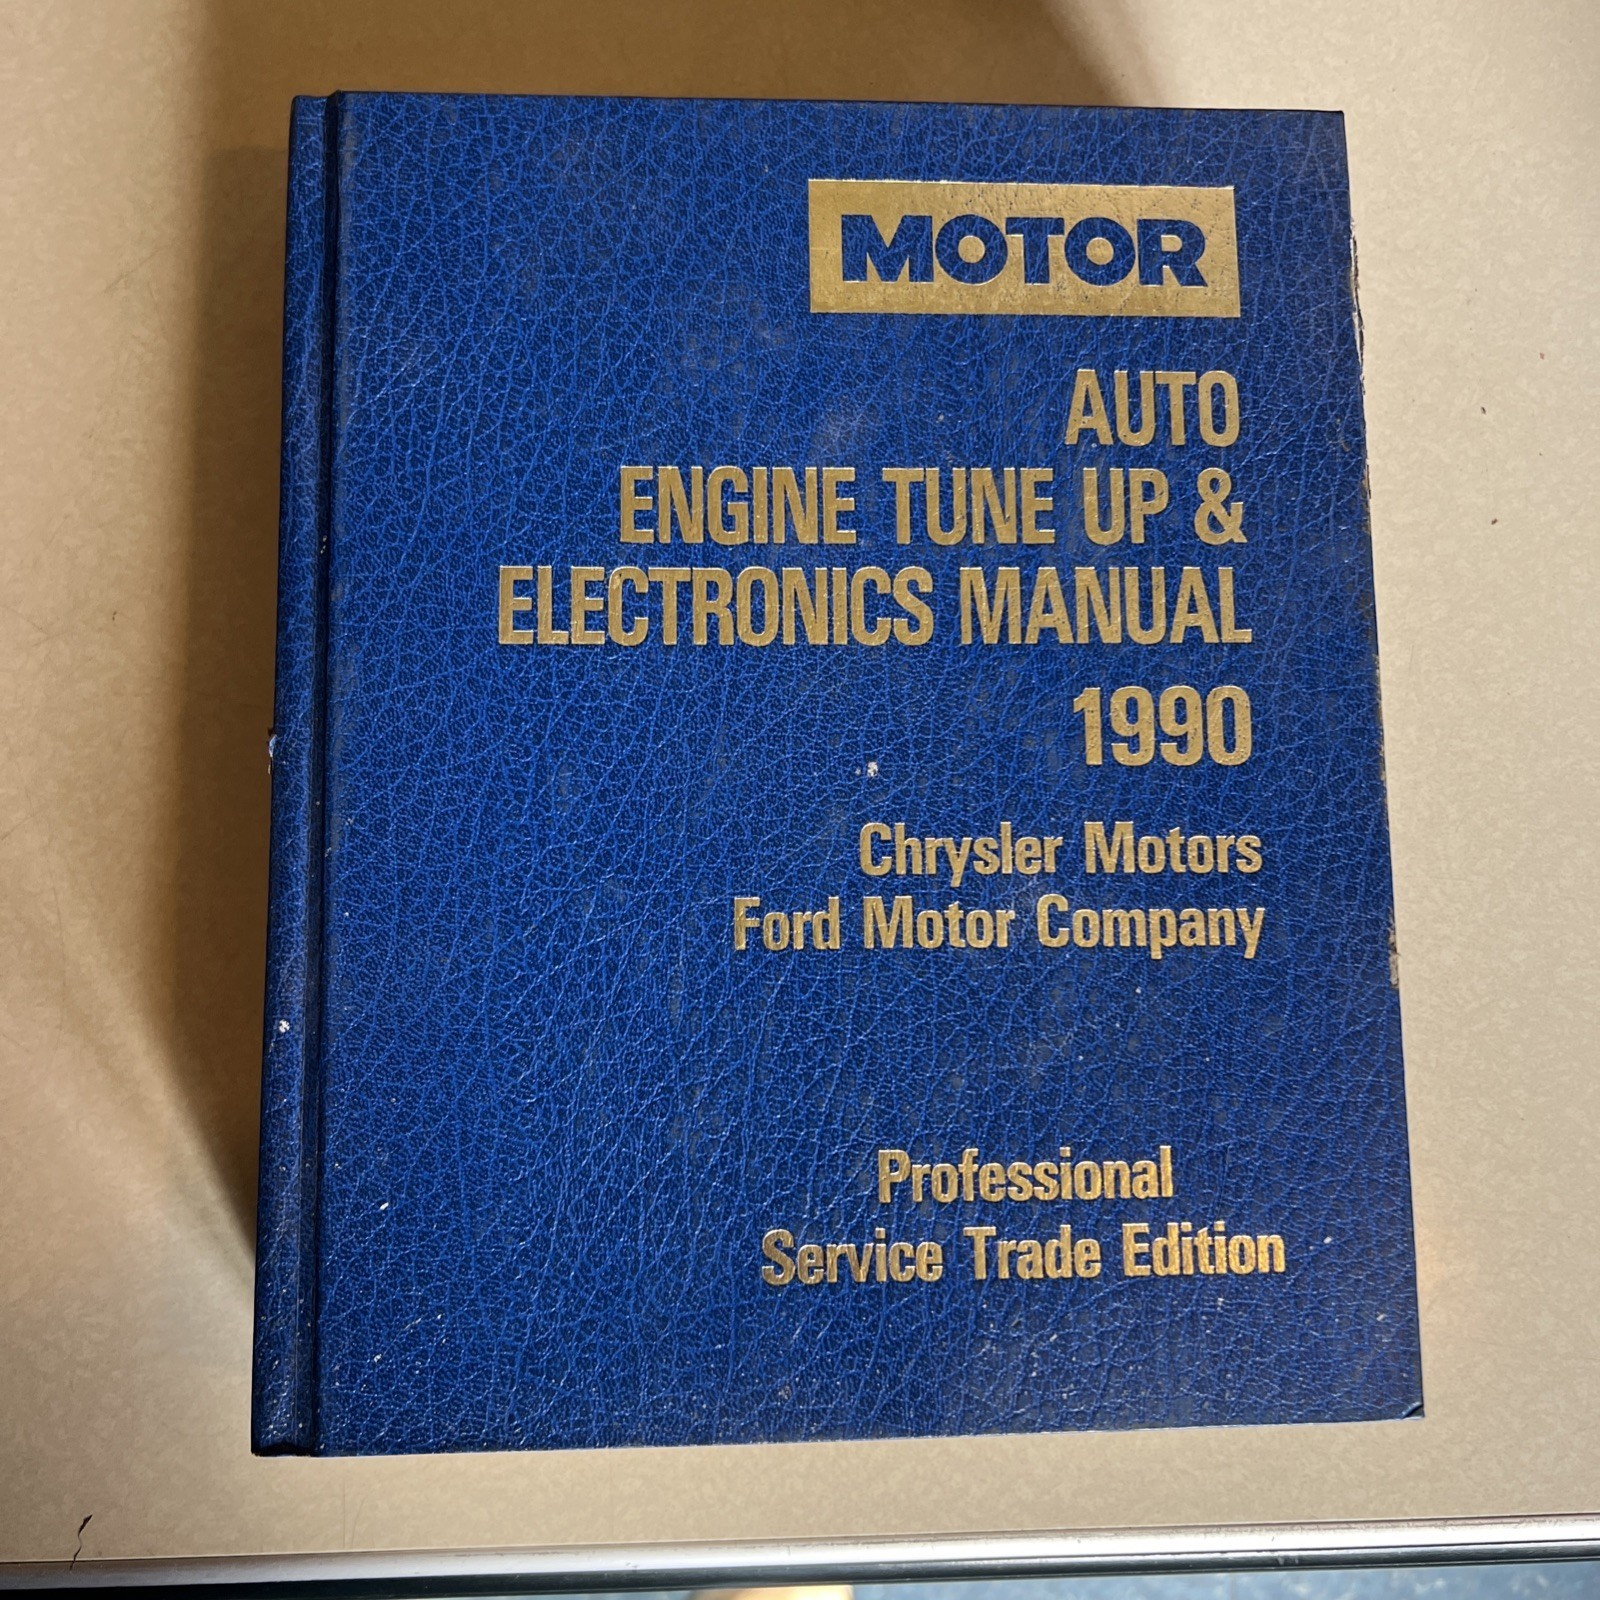 MOTOR
AUTO
ENGINE TUNE UP &
ELECTRONICS MANUAL
1990
Chrysler Motors
Ford Motor Company
Professional
Service Trade Edition